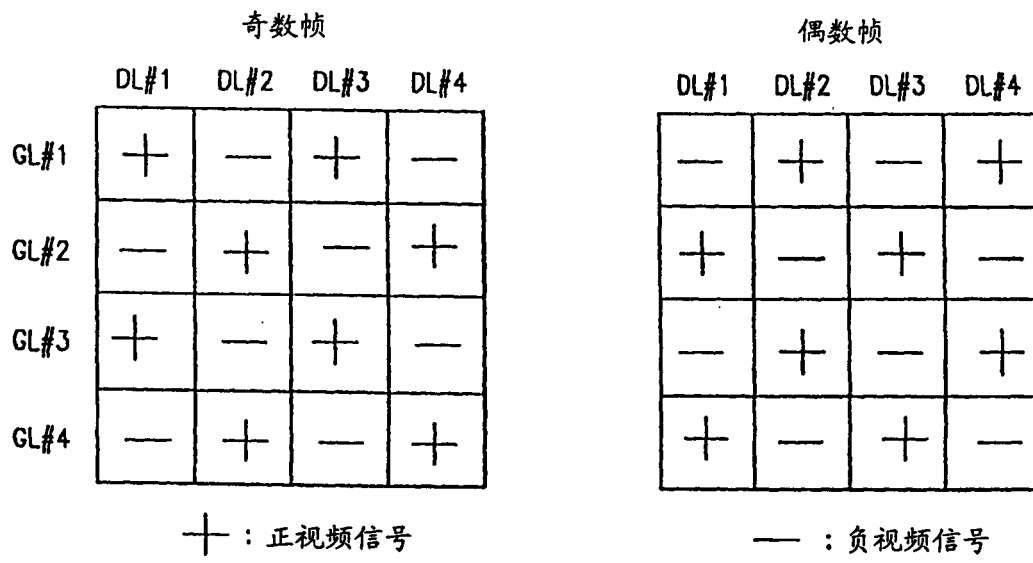 奇数帧
偶数帧
DL#1 DL#2 DL#3 DL#4
DL#1 DL#2 DL#3 DL#4
GL#1 + — + — — + — +
GL#2 — + — + + — + —
GL#3 + — + — — + — +
GL#4 — + — + + — + —
+ : 正视频信号
— : 负视频信号